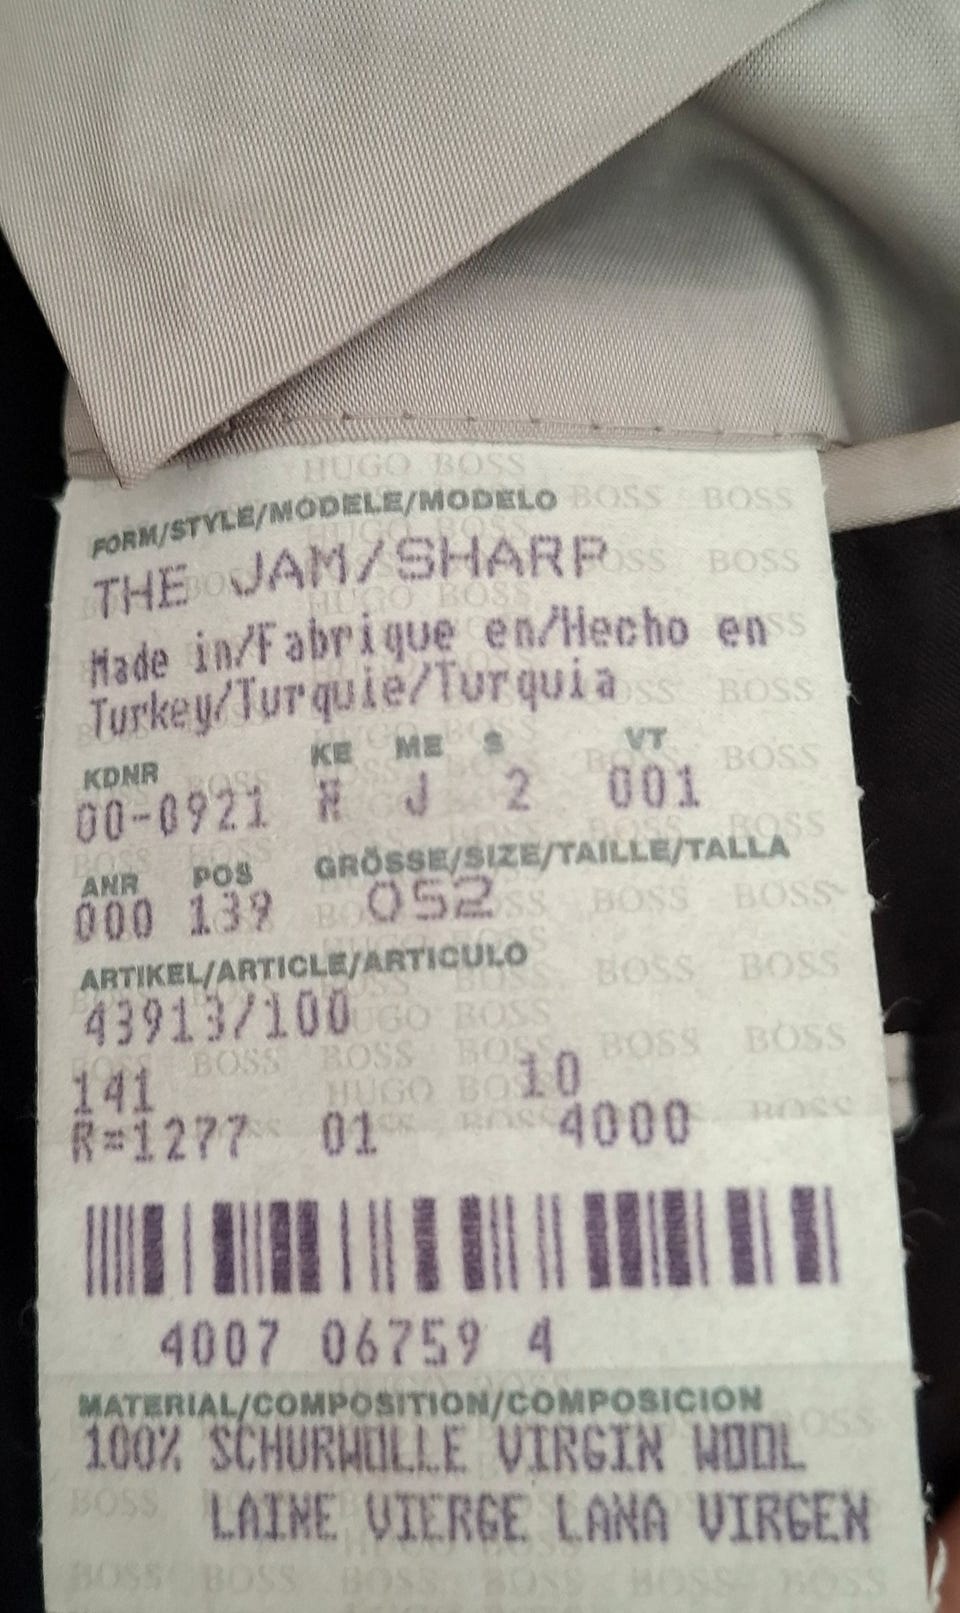 HUGO BOSS
FORM/STYLE/MODELE/MODELO
THE JAM/SHARP
Made in/Fabrique en/Hecho en
Turkey/Turquie/Turquia
KDNR KE ME S VT
00-0921 N J 2 001
ANR POS GRÖSSE/SIZE/TAILLE/TALLA
000 139 052
ARTIKEL/ARTICLE/ARTICULO
43913/100
141 10
R=1277 01 4000
4007 06759 4
MATERIAL/COMPOSITION/COMPOSICION
100% SCHURWOLLE VIRGIN WOOL
LAINE VIERGE LANA VIRGEN